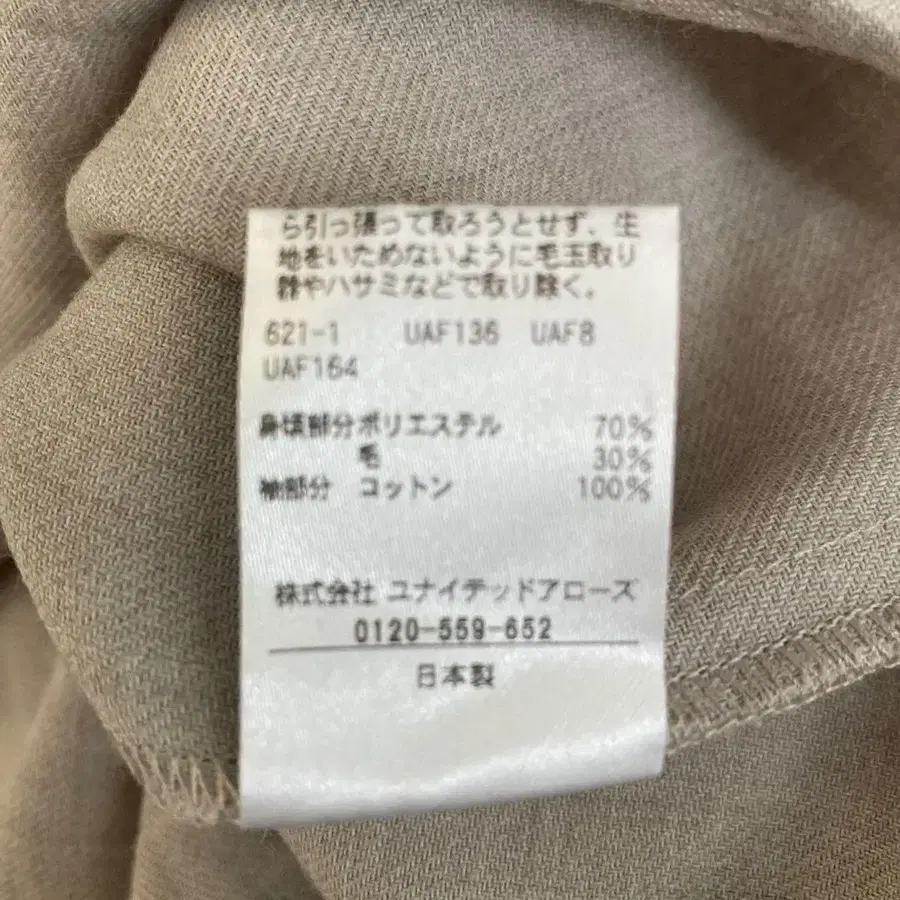 ら引っ張って取ろうとせず、生
地をいためないように毛玉取り
器やハサミなどで取り除く。
621-1 UAF136 UAF8
UAF164
身頃部分 ポリエステル 70%
毛 30%
袖部分 コットン 100%
株式会社 ユナイテッドアローズ
0120-559-652
日本製